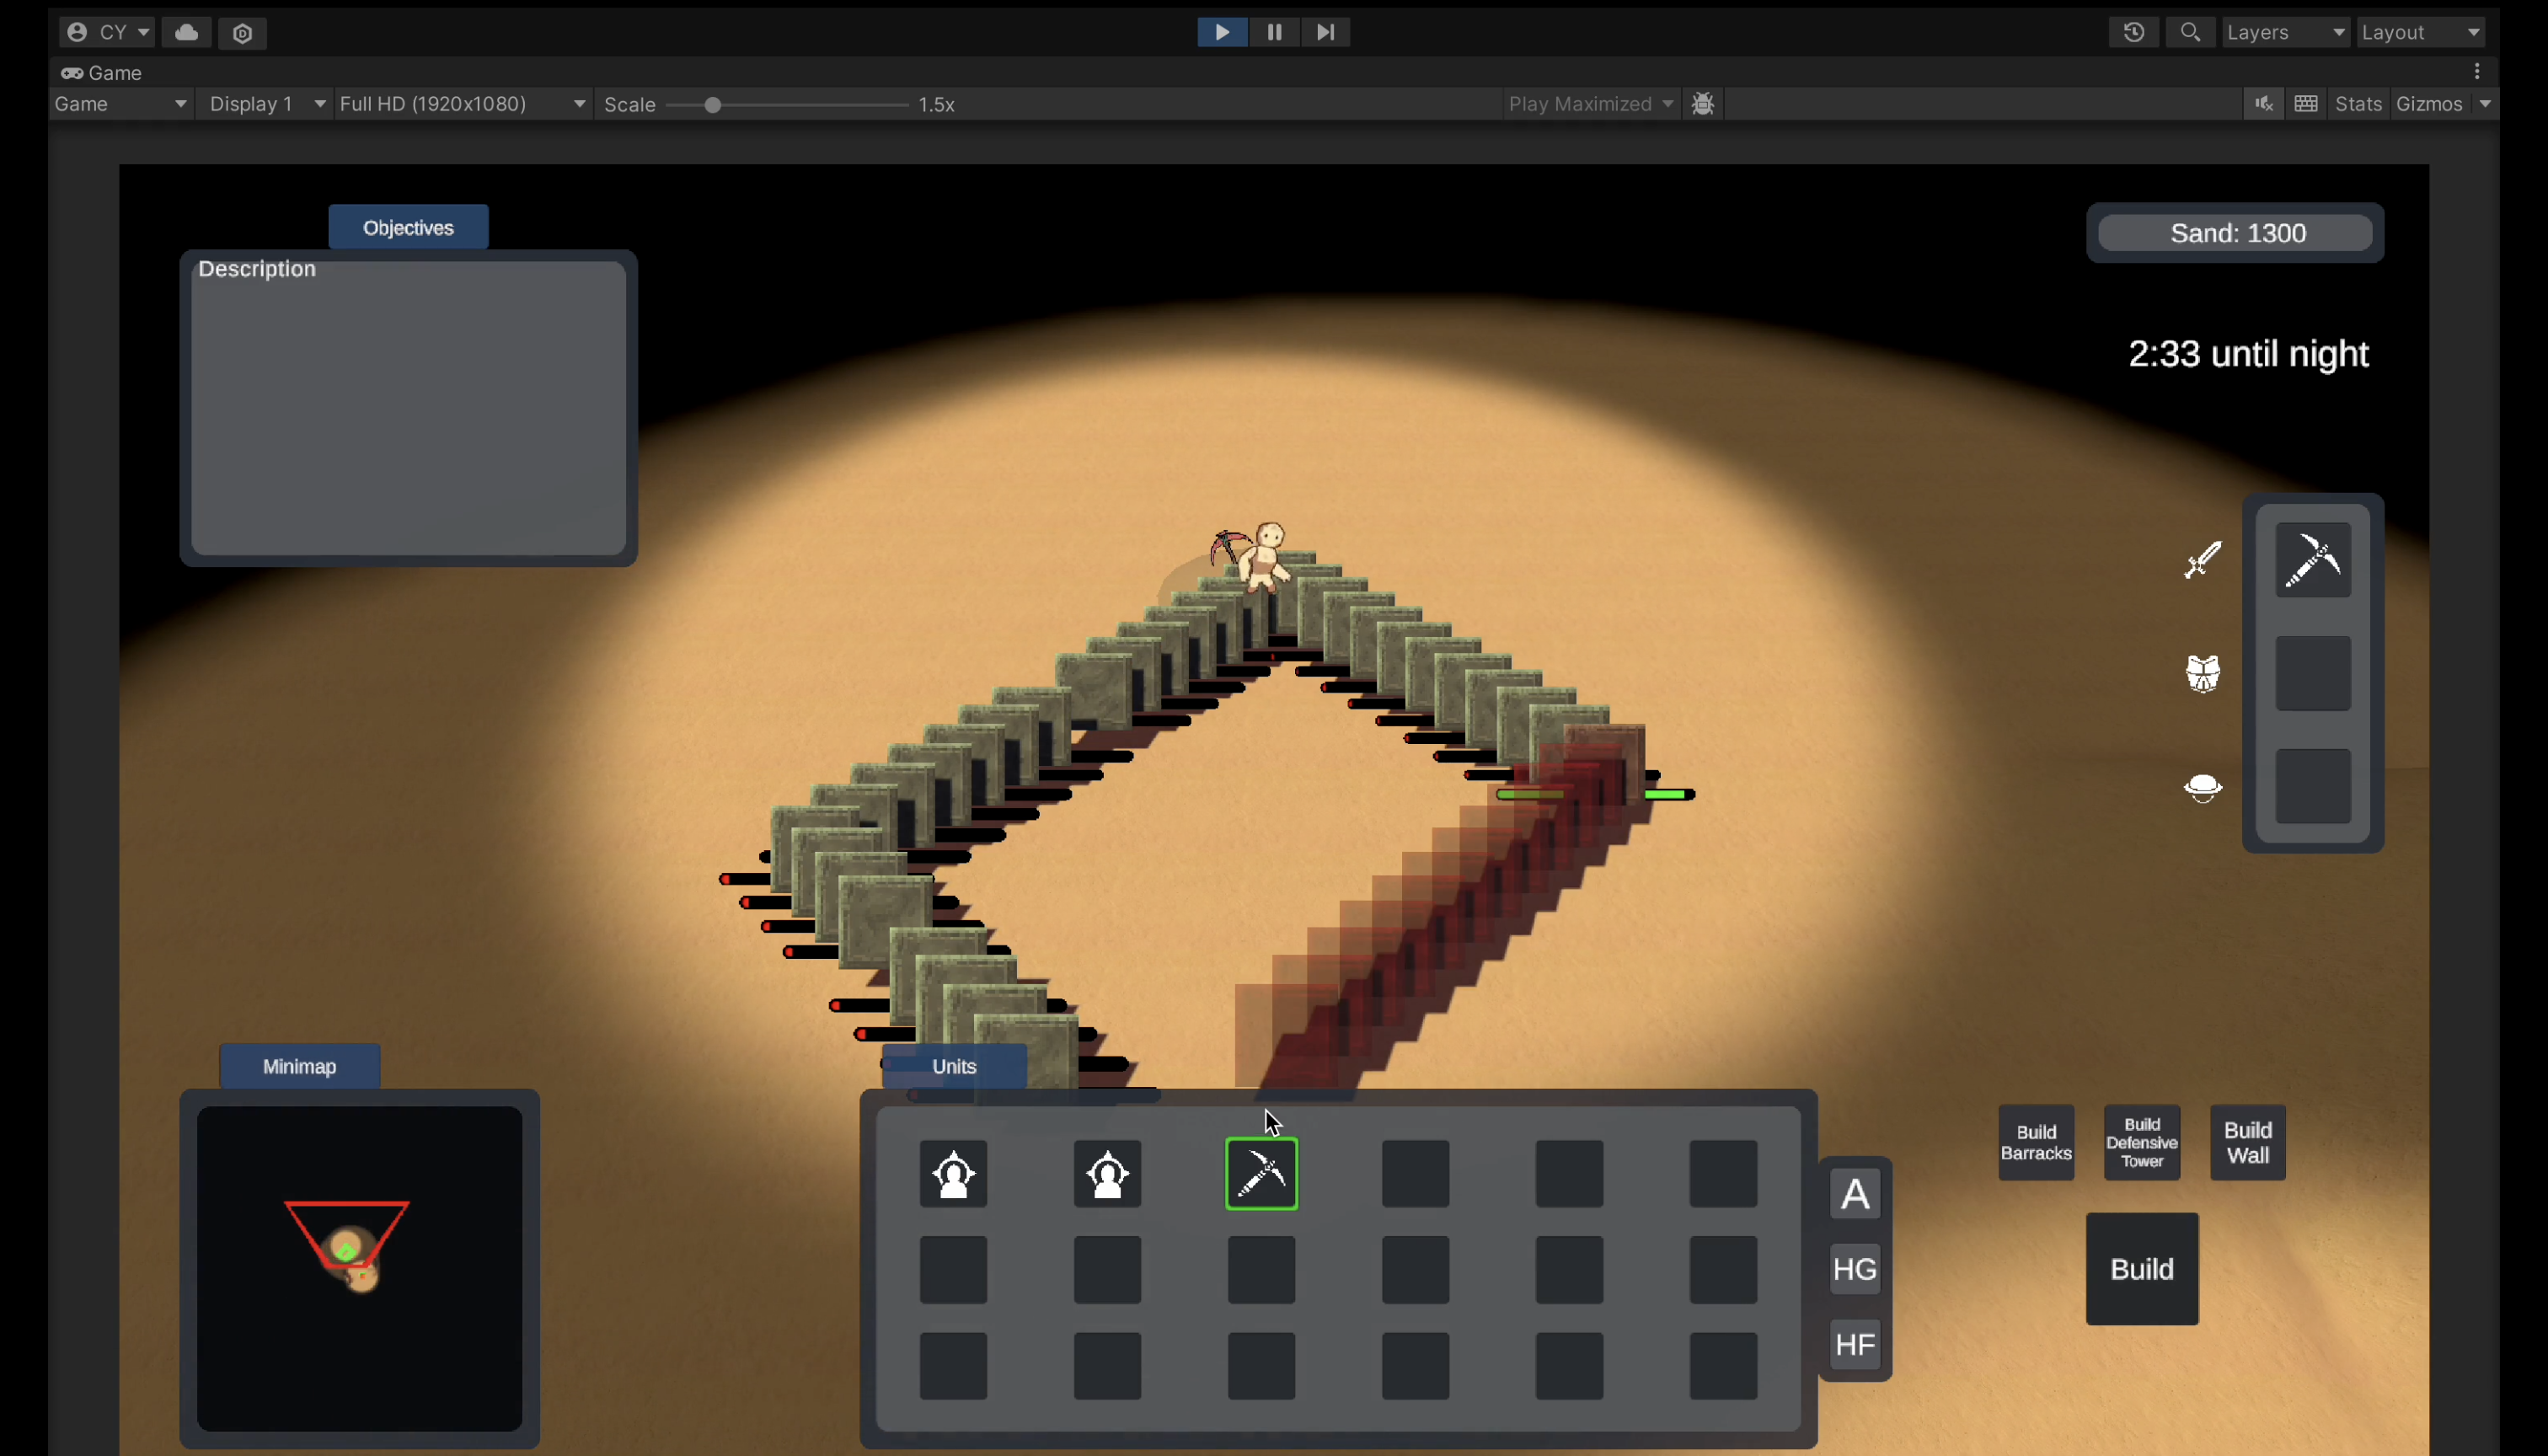 CY
Layers
Layout
Game
Game
Display 1
Full HD (1920x1080)
Scale
1.5x
Play Maximized
Stats
Gizmos
Objectives
Description
Sand: 1300
2:33 until night
Minimap
Units
A
HG
HF
Build
Barracks
Build
Defensive
Tower
Build
Wall
Build